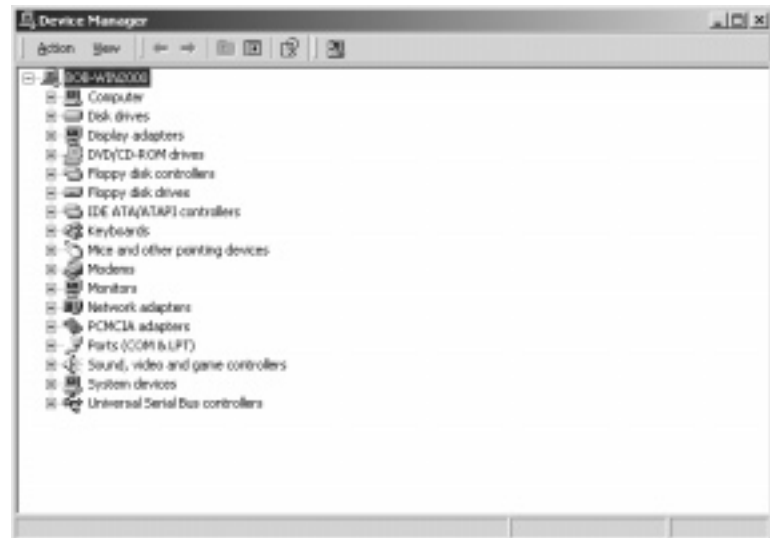 Device Manager
Action View
BOB-WIN2000
Computer
Disk drives
Display adapters
DVD/CD-ROM drives
Floppy disk controllers
Floppy disk drives
IDE ATA/ATAPI controllers
Keyboards
Mice and other pointing devices
Modems
Monitors
Network adapters
PCMCIA adapters
Ports (COM & LPT)
Sound, video and game controllers
System devices
Universal Serial Bus controllers